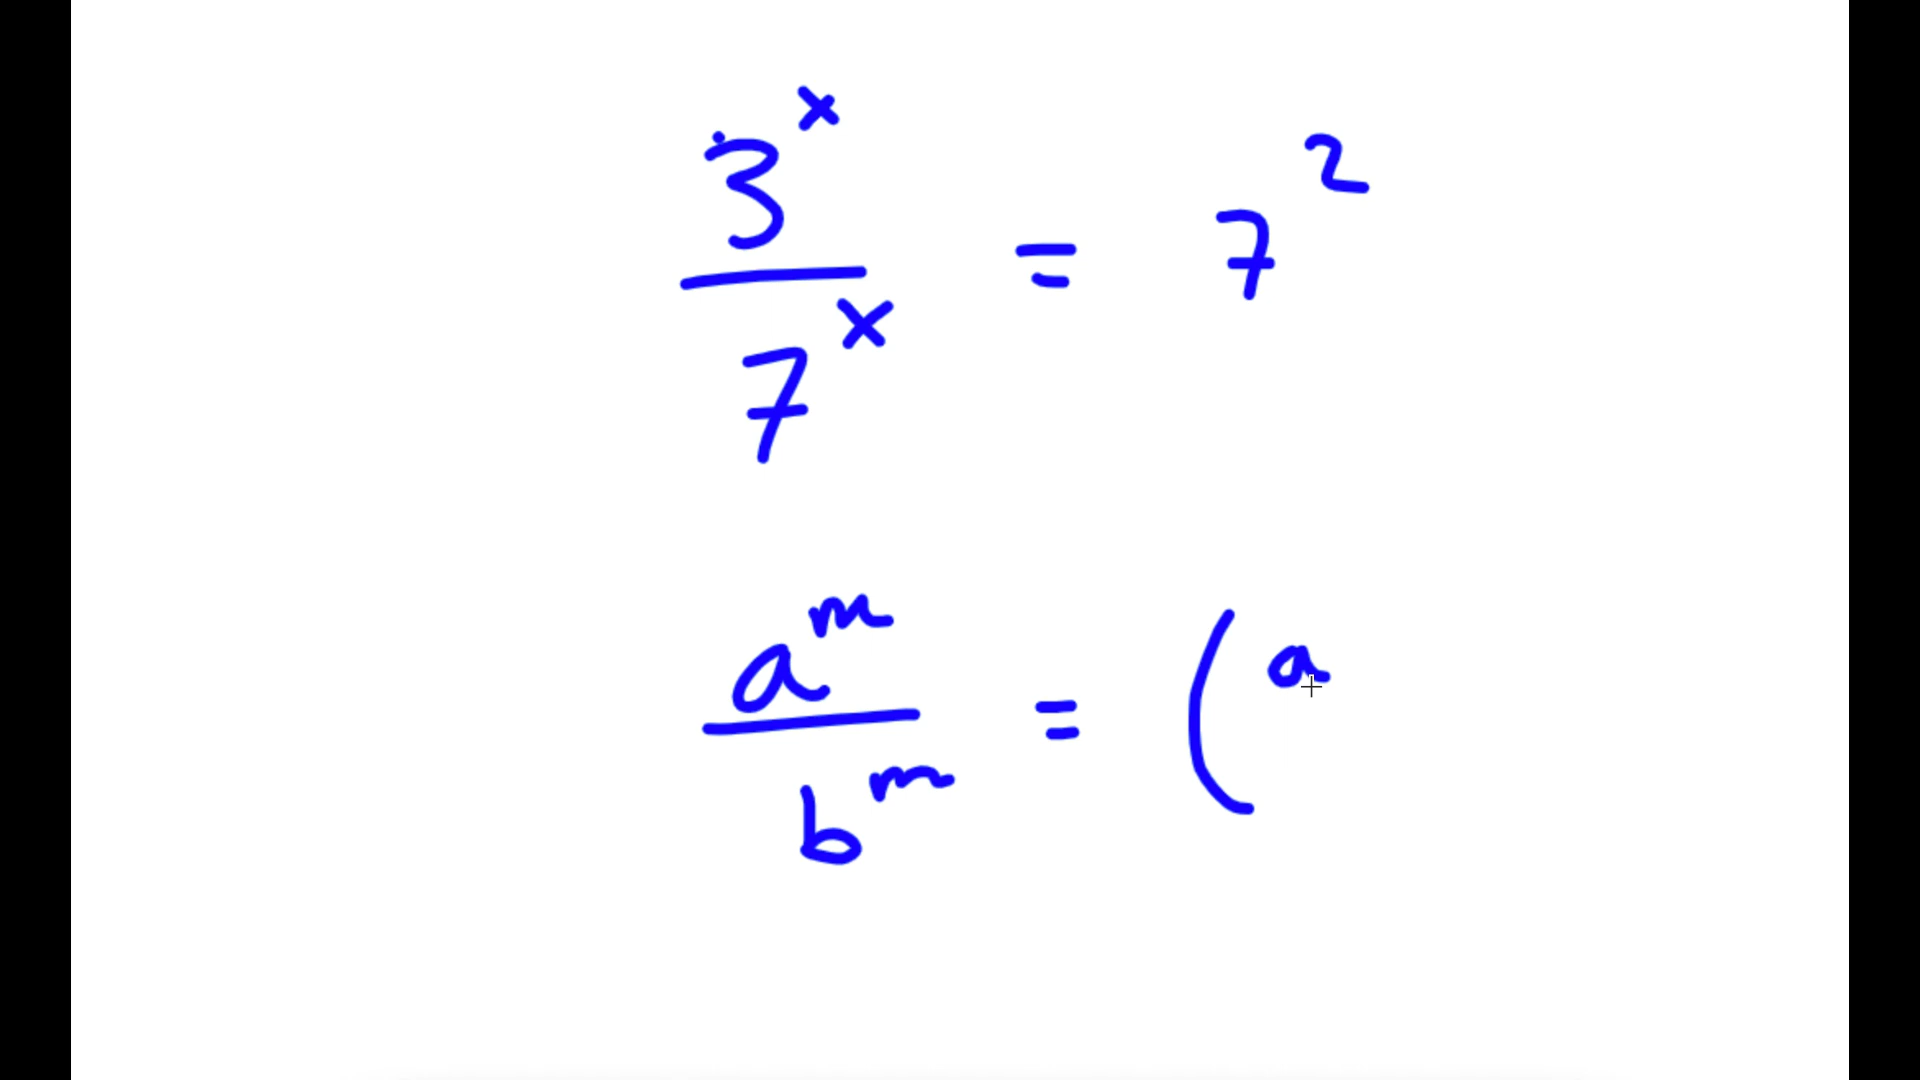 3^x / 7^x = 7^2
a^m / b^m = (a